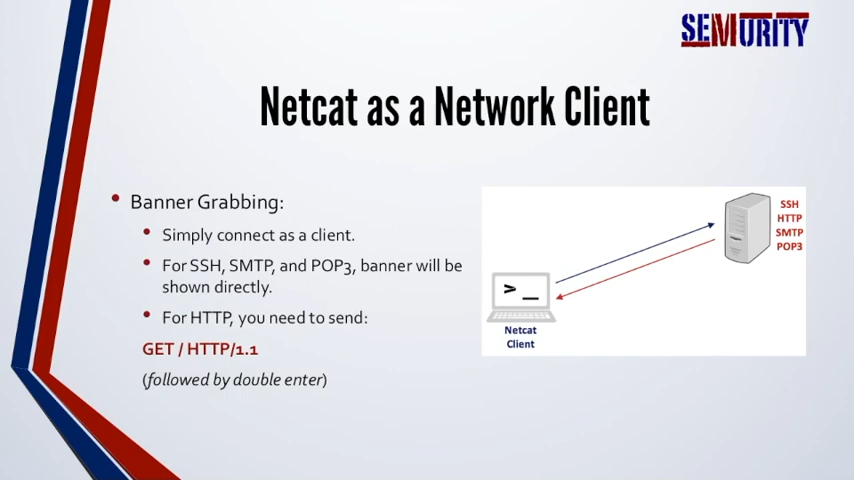 SEMURITY
Netcat as a Network Client
Banner Grabbing:
Simply connect as a client.
For SSH, SMTP, and POP3, banner will be
shown directly.
For HTTP, you need to send:
GET / HTTP/1.1
(followed by double enter)
SSH
HTTP
SMTP
POP3
> _
Netcat
Client